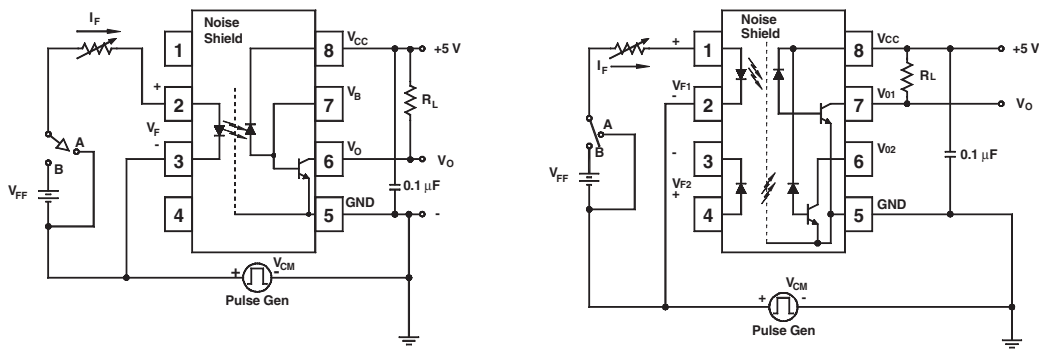 I_F
Noise
Shield
1
8
V_CC
+5 V
+
2
7
V_B
R_L
V_F
A
-
3
6
V_O
V_O
B
V_FF
0.1 μF
4
5
GND
-
+
V_CM
-
Pulse Gen
Noise
Shield
+
1
8
V_CC
+5 V
I_F
R_L
V_F1
-
2
7
V_01
V_O
A
B
-
3
6
V_02
0.1 μF
V_FF
V_F2
+
4
5
GND
V_CM
+
-
Pulse Gen